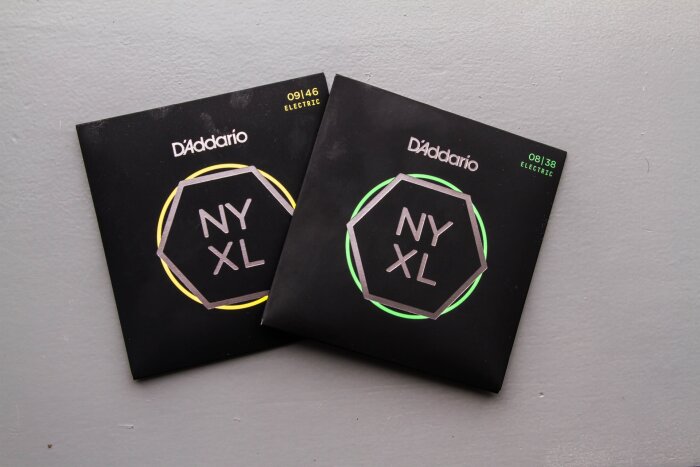 09|46
ELECTRIC
D'Addario
NY
XL
08|38
ELECTRIC
D'Addario
NY
XL